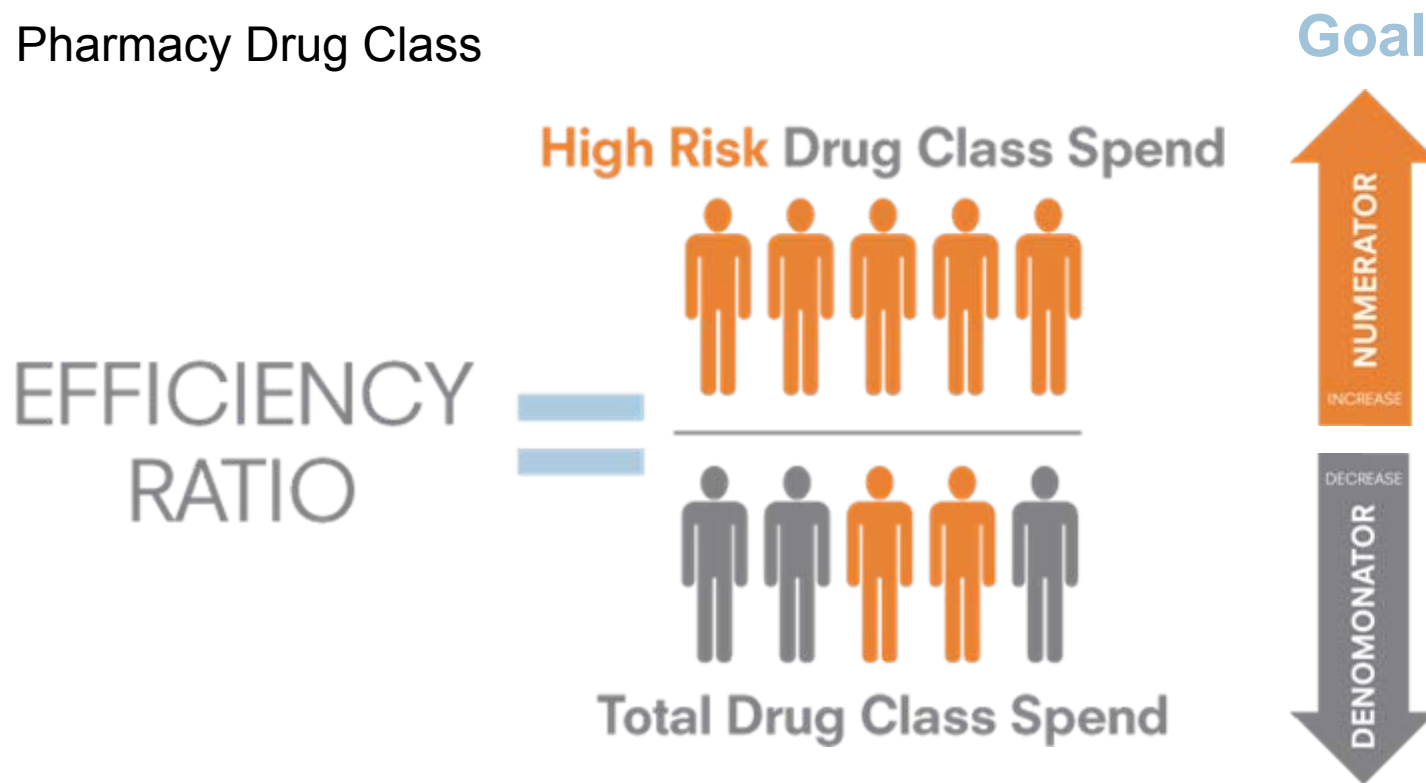 Pharmacy Drug Class
Goal
High Risk Drug Class Spend
EFFICIENCY
RATIO
=
Total Drug Class Spend
NUMERATOR
INCREASE
DECREASE
DENOMONATOR